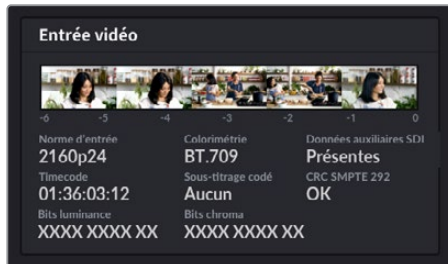 Entrée vidéo
-6 -5 -4 -3 -2 -1 0
Norme d'entrée Colorimétrie Données auxiliaires SDI
2160p24 BT.709 Présentes
Timecode Sous-titrage codé CRC SMPTE 292
01:36:03:12 Aucun OK
Bits luminance Bits chroma
XXXX XXXX XX XXXX XXXX XX